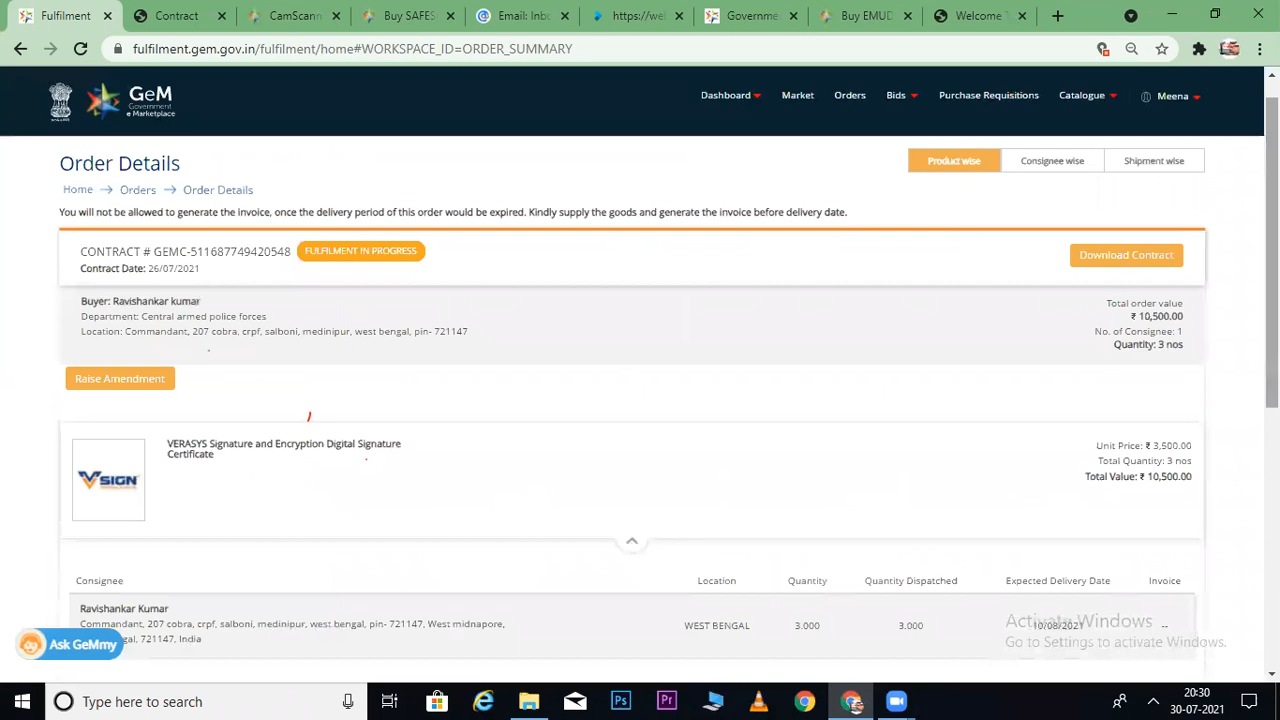 Fulfilment
Contract
CamScann
Buy SAFES
Email: Inbo
https://we
Governme
Buy EMUD
Welcome T
fulfilment.gem.gov.in/fulfilment/home#WORKSPACE_ID=ORDER_SUMMARY
GeM
Government
e Marketplace
Dashboard
Market
Orders
Bids
Purchase Requisitions
Catalogue
Meena
Order Details
Product wise
Consignee wise
Shipment wise
Home → Orders → Order Details
You will not be allowed to generate the invoice, once the delivery period of this order would be expired. Kindly supply the goods and generate the invoice before delivery date.
CONTRACT # GEMC-511687749420548
FULFILMENT IN PROGRESS
Contract Date: 26/07/2021
Download Contract
Buyer: Ravishankar kumar
Department: Central armed police forces
Location: Commandant, 207 cobra, crpf, salboni, medinipur, west bengal, pin- 721147
Total order value
₹ 10,500.00
No. of Consignee: 1
Quantity: 3 nos
Raise Amendment
VSIGN
VERASYS Signature and Encryption Digital Signature
Certificate
Unit Price: ₹ 3,500.00
Total Quantity: 3 nos
Total Value: ₹ 10,500.00
Consignee
Location
Quantity
Quantity Dispatched
Expected Delivery Date
Invoice
Ravishankar Kumar
Commandant, 207 cobra, crpf, salboni, medinipur, west bengal, pin- 721147, West midnapore,
gal, 721147, India
WEST BENGAL
3.000
3.000
10/08/2021
--
Ask GeMmy
Activate Windows
Go to Settings to activate Windows.
Type here to search
Ps
Pr
20:30
30-07-2021